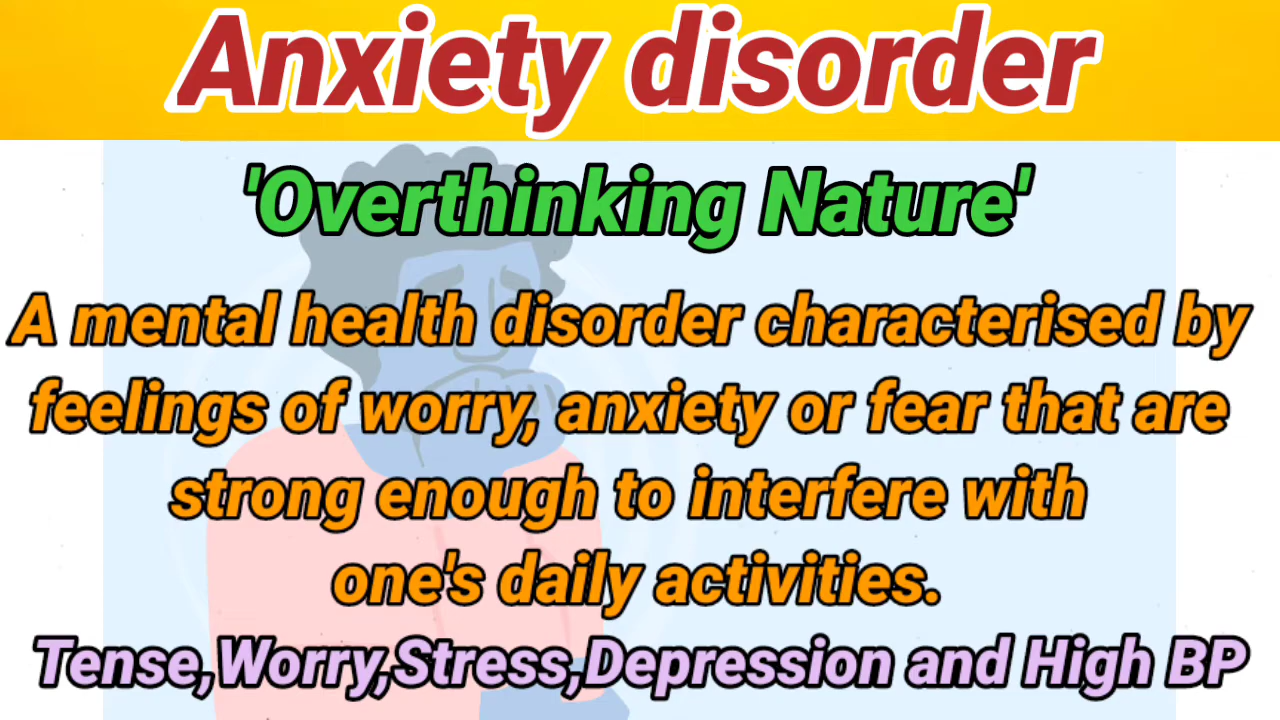 Anxiety disorder
'Overthinking Nature'
A mental health disorder characterised by
feelings of worry, anxiety or fear that are
strong enough to interfere with
one's daily activities.
Tense,Worry,Stress,Depression and High BP